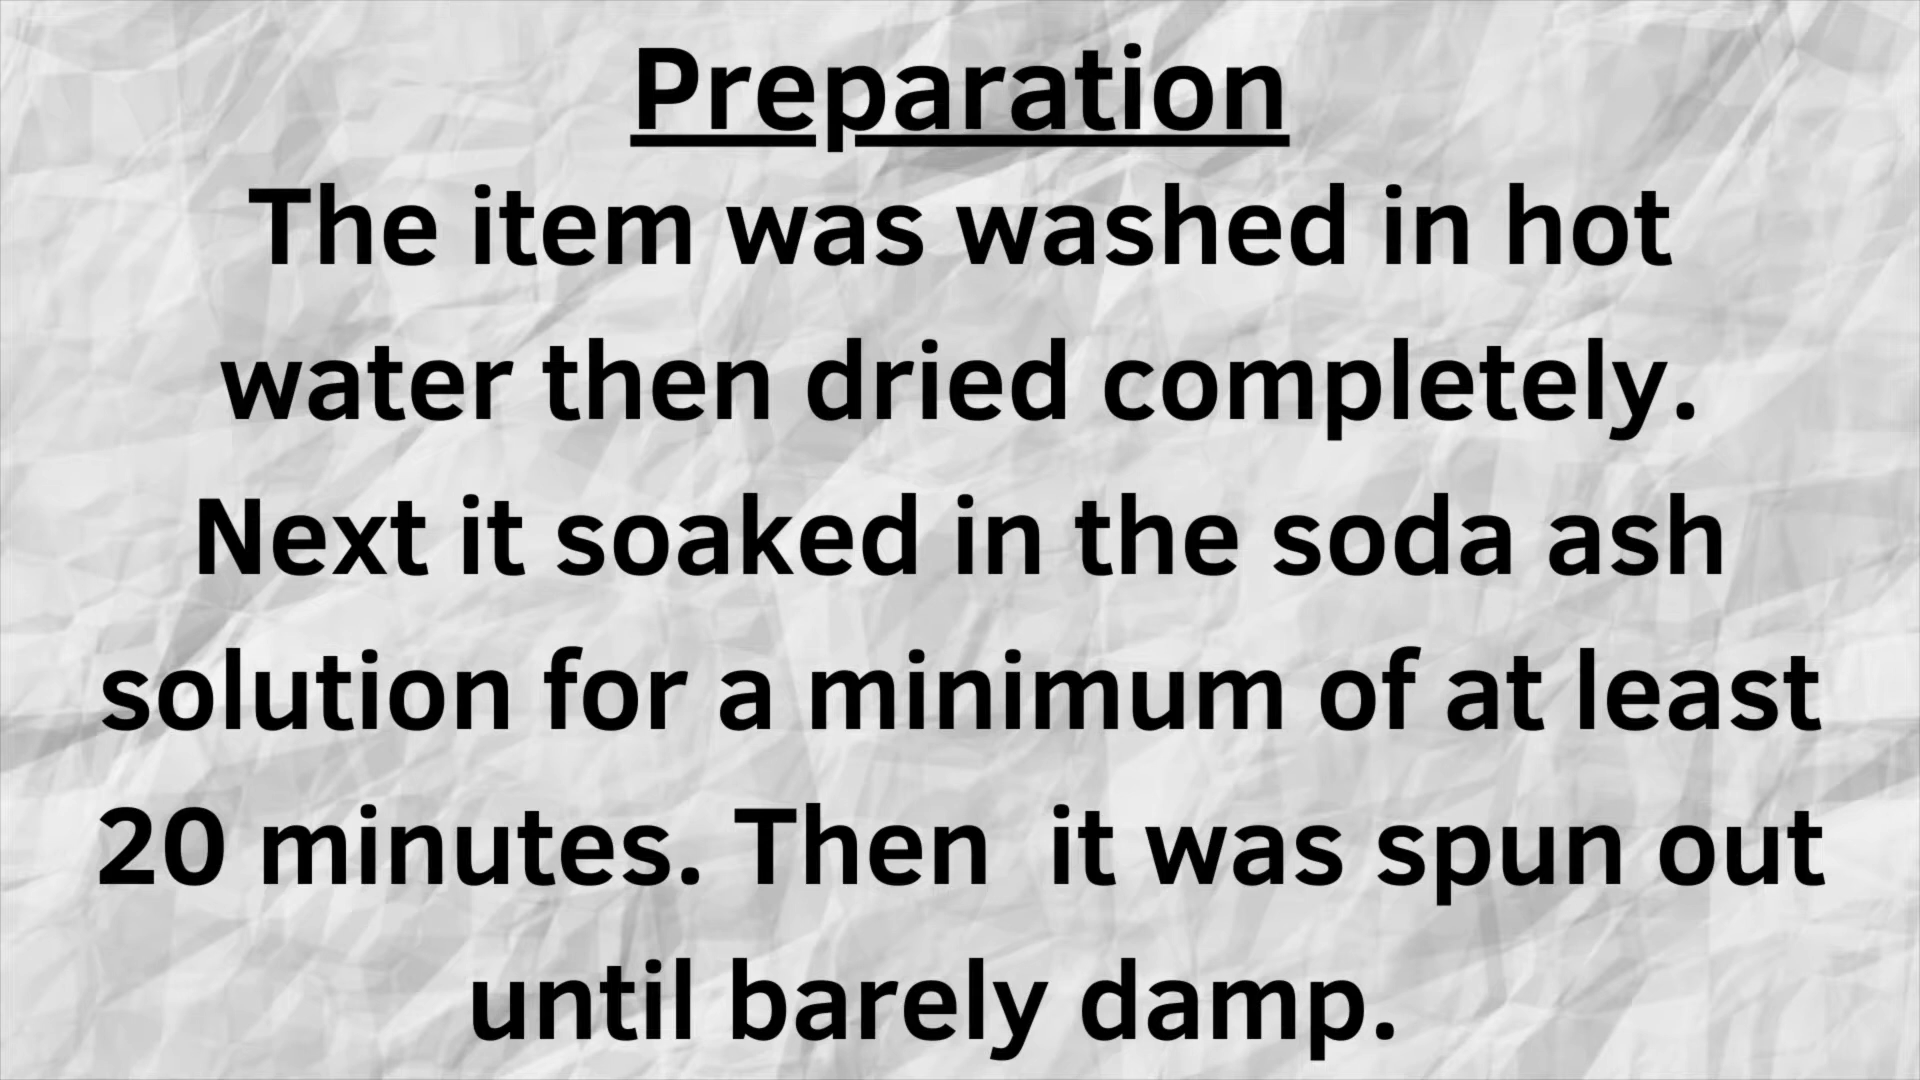 Preparation
The item was washed in hot
water then dried completely.
Next it soaked in the soda ash
solution for a minimum of at least
20 minutes. Then  it was spun out
until barely damp.